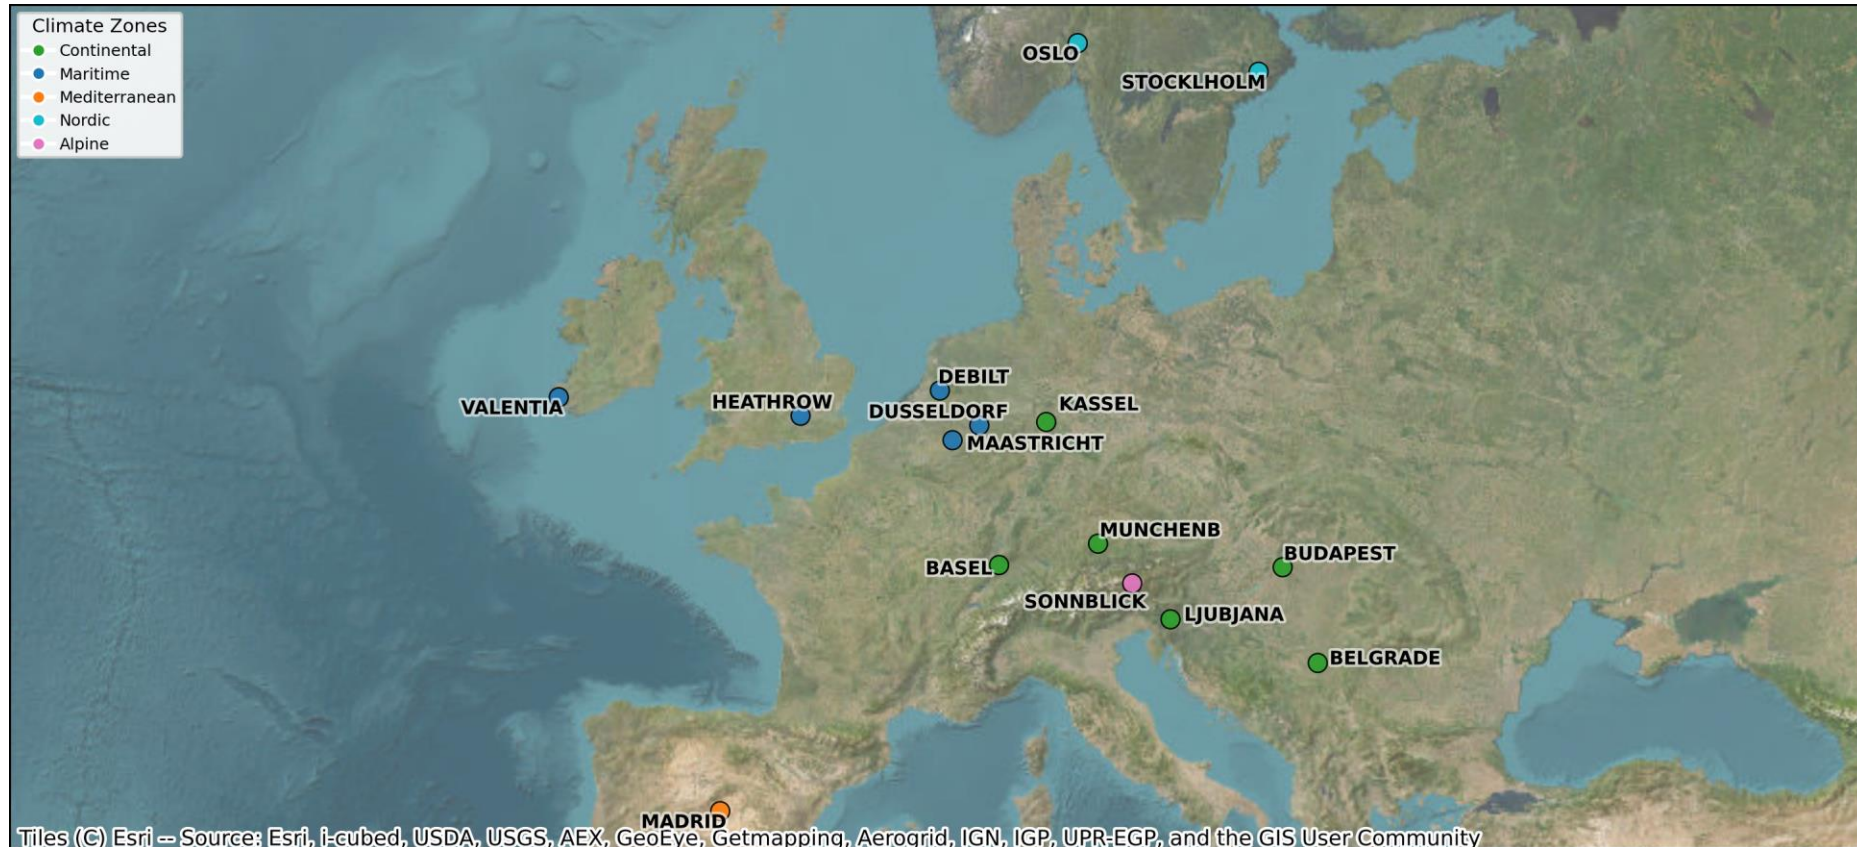 Climate Zones
Continental
Maritime
Mediterranean
Nordic
Alpine
OSLO
STOCKLHOLM
DEBILT
VALENTIA
HEATHROW
DUSSELDORF
KASSEL
MAASTRICHT
MUNCHENB
BASEL
BUDAPEST
SONNBLICK
LJUBJANA
BELGRADE
MADRID
Tiles (C) Esri -- Source: Esri, i-cubed, USDA, USGS, AEX, GeoEye, Getmapping, Aerogrid, IGN, IGP, UPR-EGP, and the GIS User Community